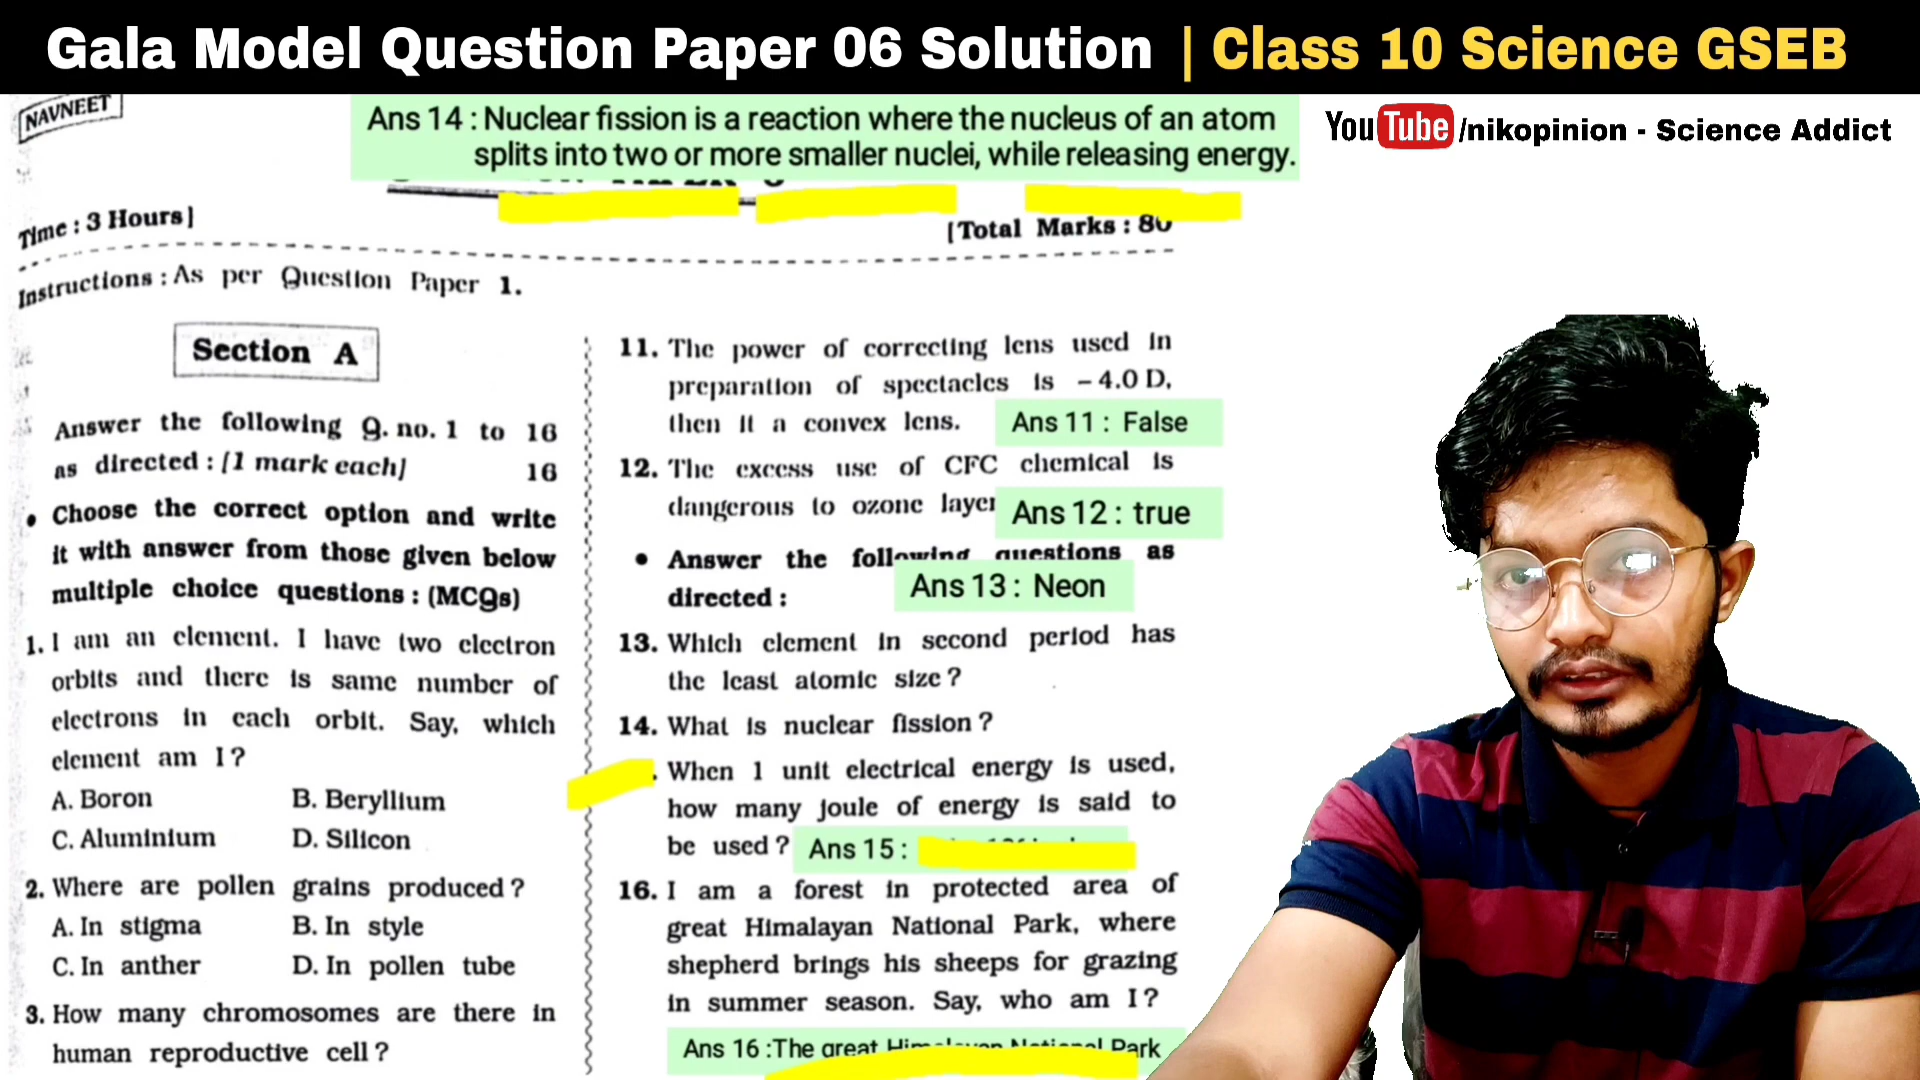 Gala Model Question Paper 06 Solution | Class 10 Science GSEB
NAVNEET
Ans 14 : Nuclear fission is a reaction where the nucleus of an atom
splits into two or more smaller nuclei, while releasing energy.
YouTube/nikopinion - Science Addict
Time : 3 Hours]
[Total Marks : 80
Instructions : As per Question Paper 1.
Section A
Answer the following Q. no. 1 to 16
as directed : [1 mark each] 16
• Choose the correct option and write
it with answer from those given below
multiple choice questions : (MCQs)
1. I am an element. I have two electron
orbits and there is same number of
electrons in each orbit. Say, which
element am I ?
A. Boron B. Beryllium
C. Aluminium D. Silicon
2. Where are pollen grains produced ?
A. In stigma B. In style
C. In anther D. In pollen tube
3. How many chromosomes are there in
human reproductive cell ?
11. The power of correcting lens used in
preparation of spectacles is – 4.0 D,
then it a convex lens.
Ans 11 : False
12. The excess use of CFC chemical is
dangerous to ozone layer
Ans 12 : true
• Answer the following questions as
directed :
Ans 13 : Neon
13. Which element in second period has
the least atomic size ?
14. What is nuclear fission ?
. When 1 unit electrical energy is used,
how many joule of energy is said to
be used ?
Ans 15 :
16. I am a forest in protected area of
great Himalayan National Park, where
shepherd brings his sheeps for grazing
in summer season. Say, who am I ?
Ans 16 :The great Himalayan National Park